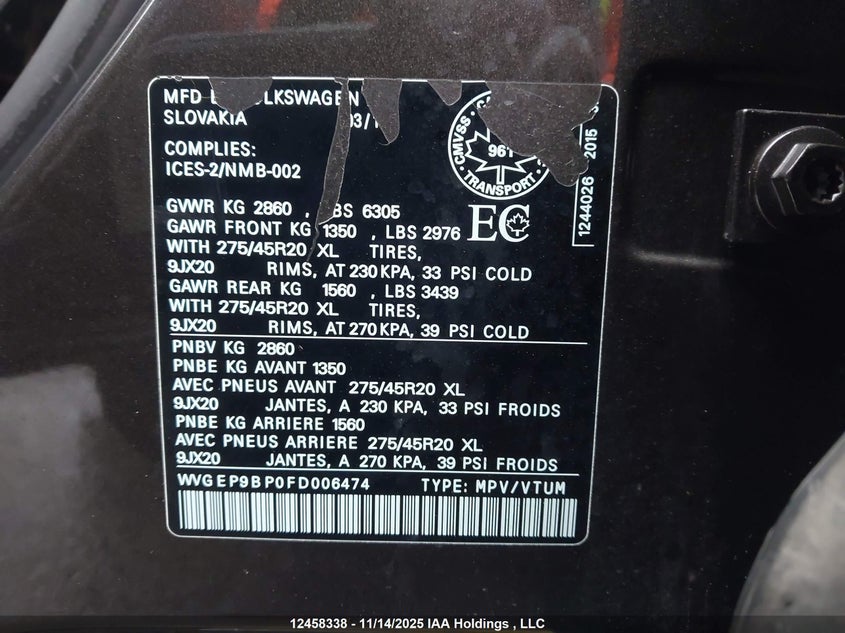 MFD LKSWAGEN
SLOVAKIA 03/1
COMPLIES:
ICES-2/NMB-002
CMVSS
961
TRANSPORT
EC
1244026 2015
GVWR KG 2860 , BS 6305
GAWR FRONT KG 1350 , LBS 2976
WITH 275/45R20 XL TIRES,
9JX20 RIMS, AT 230 KPA, 33 PSI COLD
GAWR REAR KG 1560 , LBS 3439
WITH 275/45R20 XL TIRES,
9JX20 RIMS, AT 270 KPA, 39 PSI COLD
PNBV KG 2860
PNBE KG AVANT 1350
AVEC PNEUS AVANT 275/45R20 XL
9JX20 JANTES, A 230 KPA, 33 PSI FROIDS
PNBE KG ARRIERE 1560
AVEC PNEUS ARRIERE 275/45R20 XL
9JX20 JANTES, A 270 KPA, 39 PSI FROIDS
WVGEP9BP0FD006474 TYPE: MPV/VTUM
12458338 - 11/14/2025 IAA Holdings , LLC